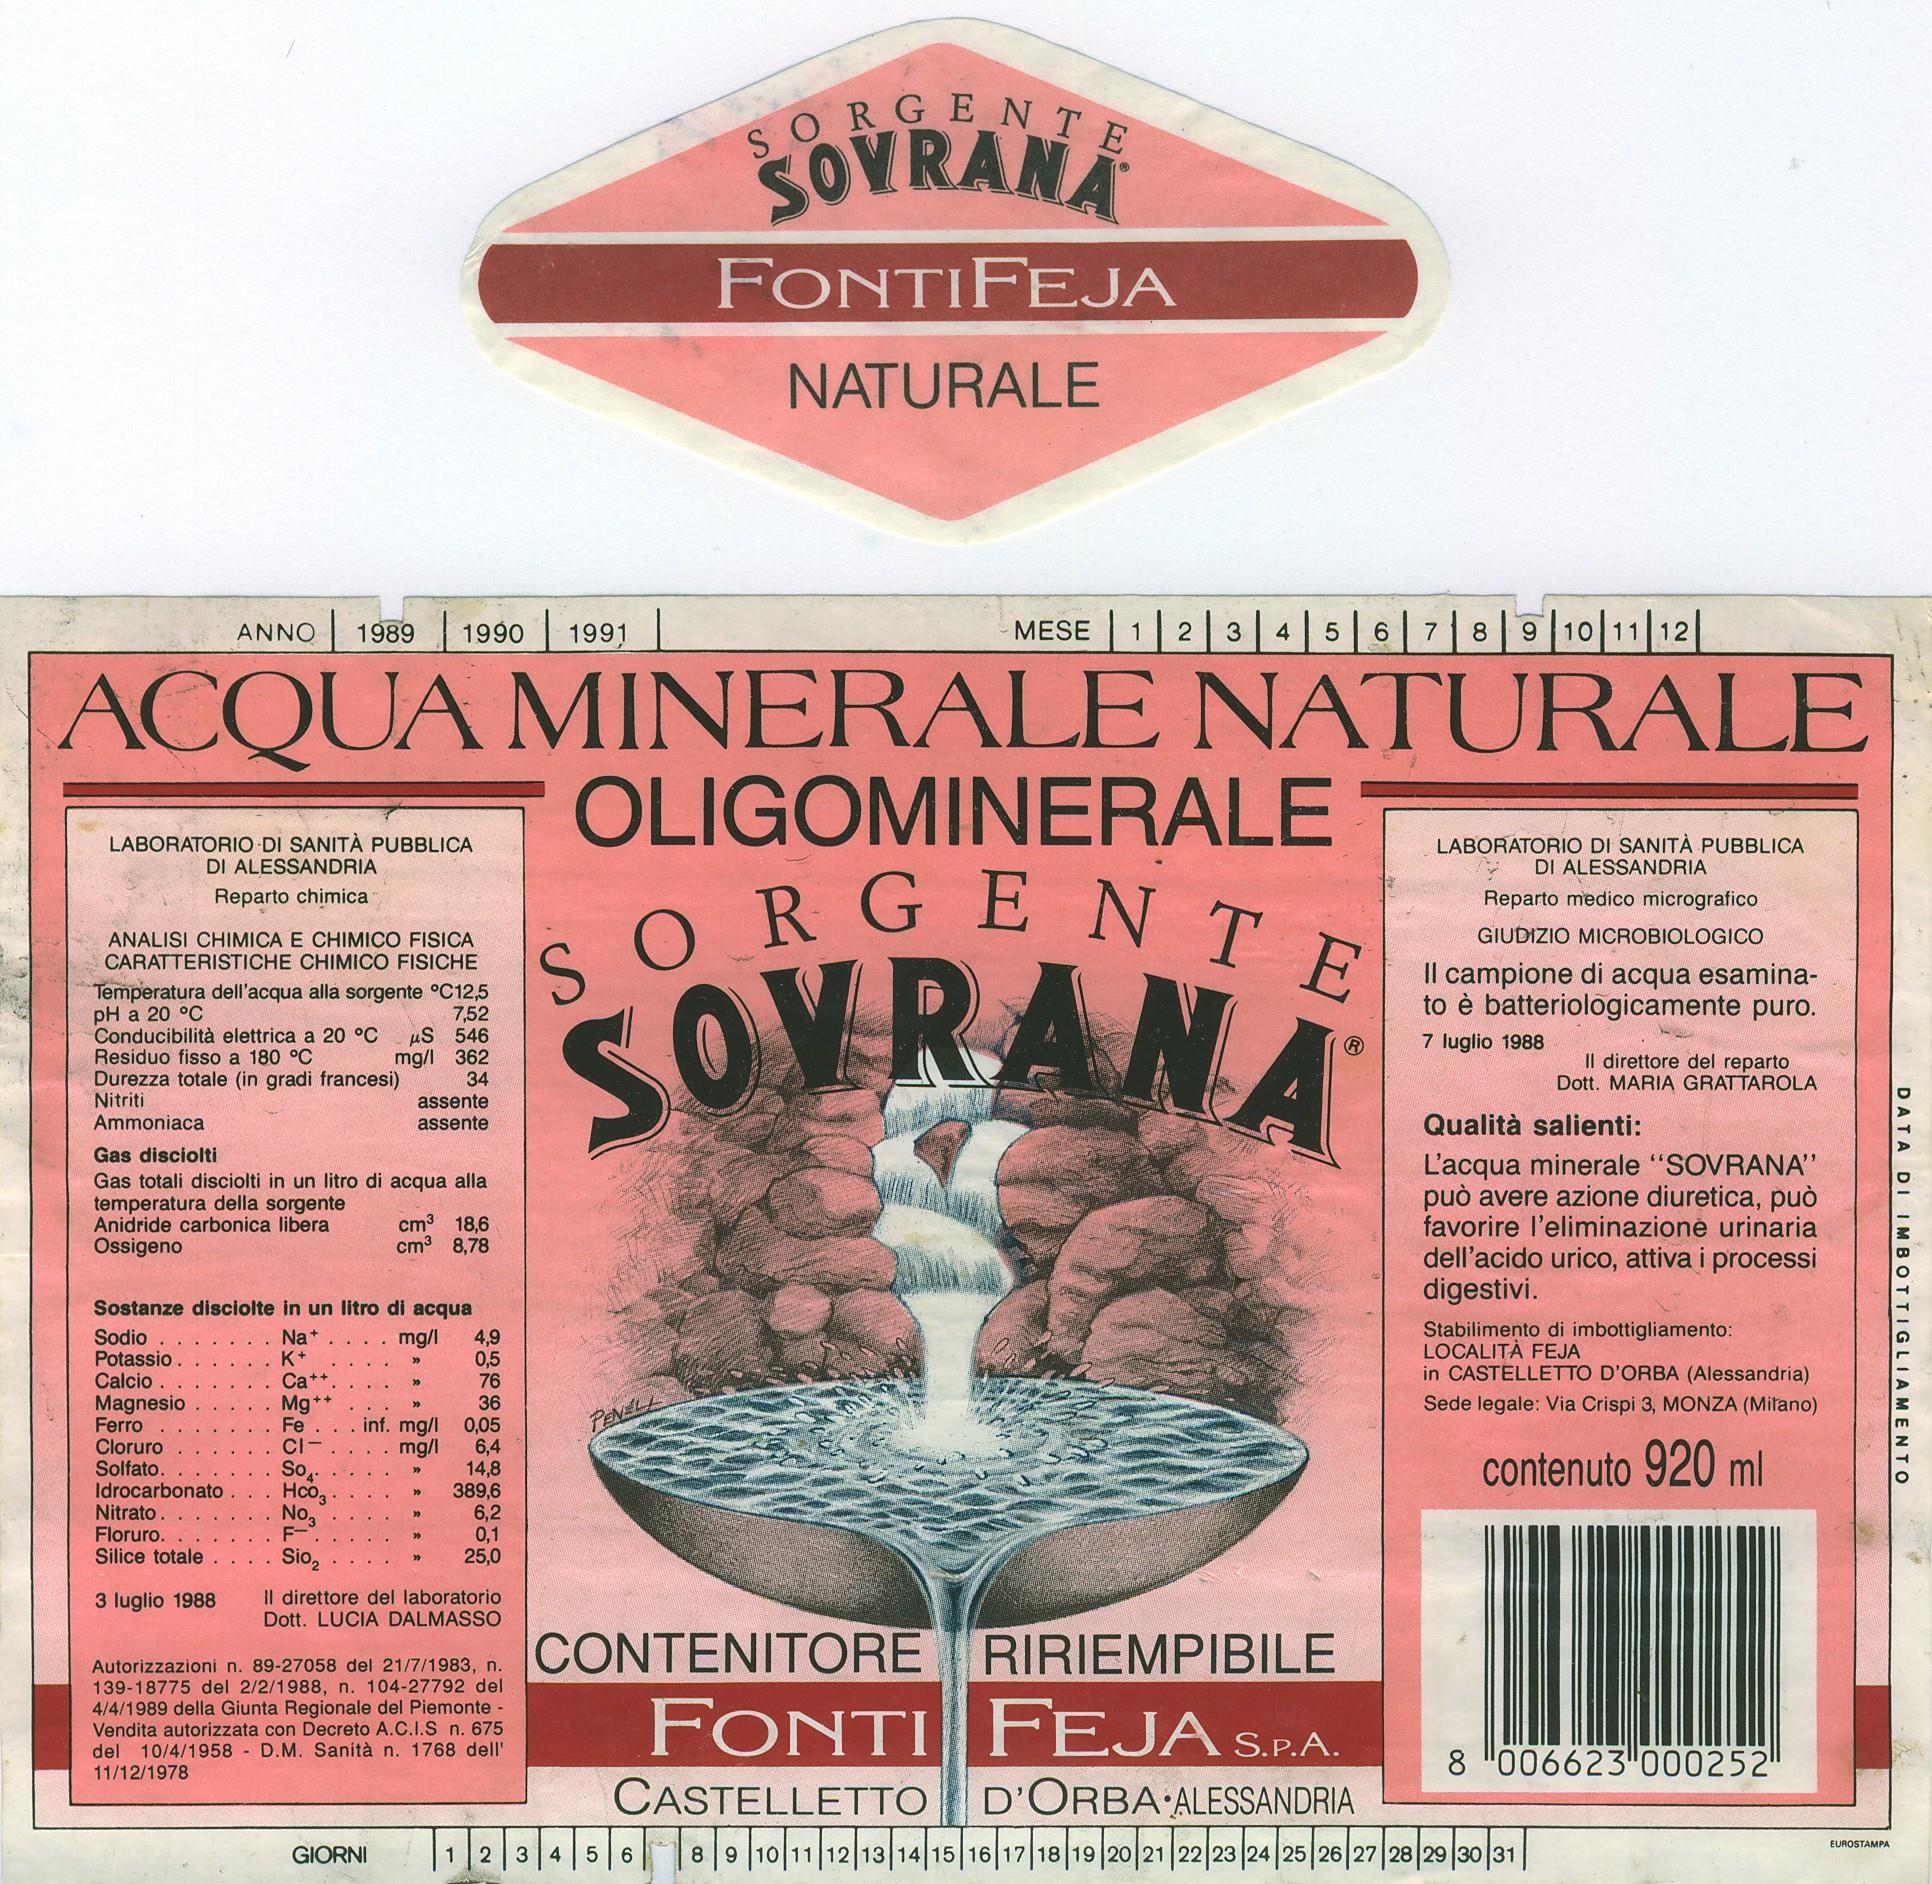 SORGENTE
SOVRANA®
FONTIFEJA
NATURALE
ANNO 1989 1990 1991
MESE 1 2 3 4 5 6 7 8 9 10 11 12
ACQUA MINERALE NATURALE
OLIGOMINERALE
SORGENTE
SOVRANA®
LABORATORIO DI SANITÀ PUBBLICA
DI ALESSANDRIA
Reparto chimica
ANALISI CHIMICA E CHIMICO FISICA
CARATTERISTICHE CHIMICO FISICHE
Temperatura dell'acqua alla sorgente °C12,5
pH a 20 °C 7,52
Conducibilità elettrica a 20 °C µS 546
Residuo fisso a 180 °C mg/l 362
Durezza totale (in gradi francesi) 34
Nitriti assente
Ammoniaca assente
Gas disciolti
Gas totali disciolti in un litro di acqua alla
temperatura della sorgente
Anidride carbonica libera cm³ 18,6
Ossigeno cm³ 8,78
Sostanze disciolte in un litro di acqua
Sodio . . . . . . . Na⁺ . . . . mg/l 4,9
Potassio . . . . . . K⁺ . . . . » 0,5
Calcio . . . . . . . Ca⁺⁺ . . . . » 76
Magnesio . . . . . Mg⁺⁺ . . . » 36
Ferro . . . . . . . Fe . . . inf. mg/l 0,05
Cloruro . . . . . . Cl⁻ . . . . mg/l 6,4
Solfato . . . . . . . So₄ . . . . . » 14,8
Idrocarbonato . . . Hco₃ . . . . » 389,6
Nitrato . . . . . . . No₃ . . . . » 6,2
Floruro . . . . . . . F⁻ . . . . . » 0,1
Silice totale . . . . Sio₂ . . . . » 25,0
3 luglio 1988 Il direttore del laboratorio
Dott. LUCIA DALMASSO
Autorizzazioni n. 89-27058 del 21/7/1983, n.
139-18775 del 2/2/1988, n. 104-27792 del
4/4/1989 della Giunta Regionale del Piemonte -
Vendita autorizzata con Decreto A.C.I.S n. 675
del 10/4/1958 - D.M. Sanità n. 1768 dell'
11/12/1978
PENELL
CONTENITORE RIRIEMPIBILE
FONTI FEJA S.P.A.
CASTELLETTO D'ORBA•ALESSANDRIA
LABORATORIO DI SANITÀ PUBBLICA
DI ALESSANDRIA
Reparto medico micrografico
GIUDIZIO MICROBIOLOGICO
Il campione di acqua esamina-
to è batteriologicamente puro.
7 luglio 1988
Il direttore del reparto
Dott. MARIA GRATTAROLA
Qualità salienti:
L'acqua minerale "SOVRANA"
può avere azione diuretica, può
favorire l'eliminazione urinaria
dell'acido urico, attiva i processi
digestivi.
Stabilimento di imbottigliamento:
LOCALITÀ FEJA
in CASTELLETTO D'ORBA (Alessandria)
Sede legale: Via Crispi 3, MONZA (Milano)
contenuto 920 ml
8 006623 000252
DATA DI IMBOTTIGLIAMENTO
GIORNI 1 2 3 4 5 6 8 9 10 11 12 13 14 15 16 17 18 19 20 21 22 23 24 25 26 27 28 29 30 31
EUROSTAMPA